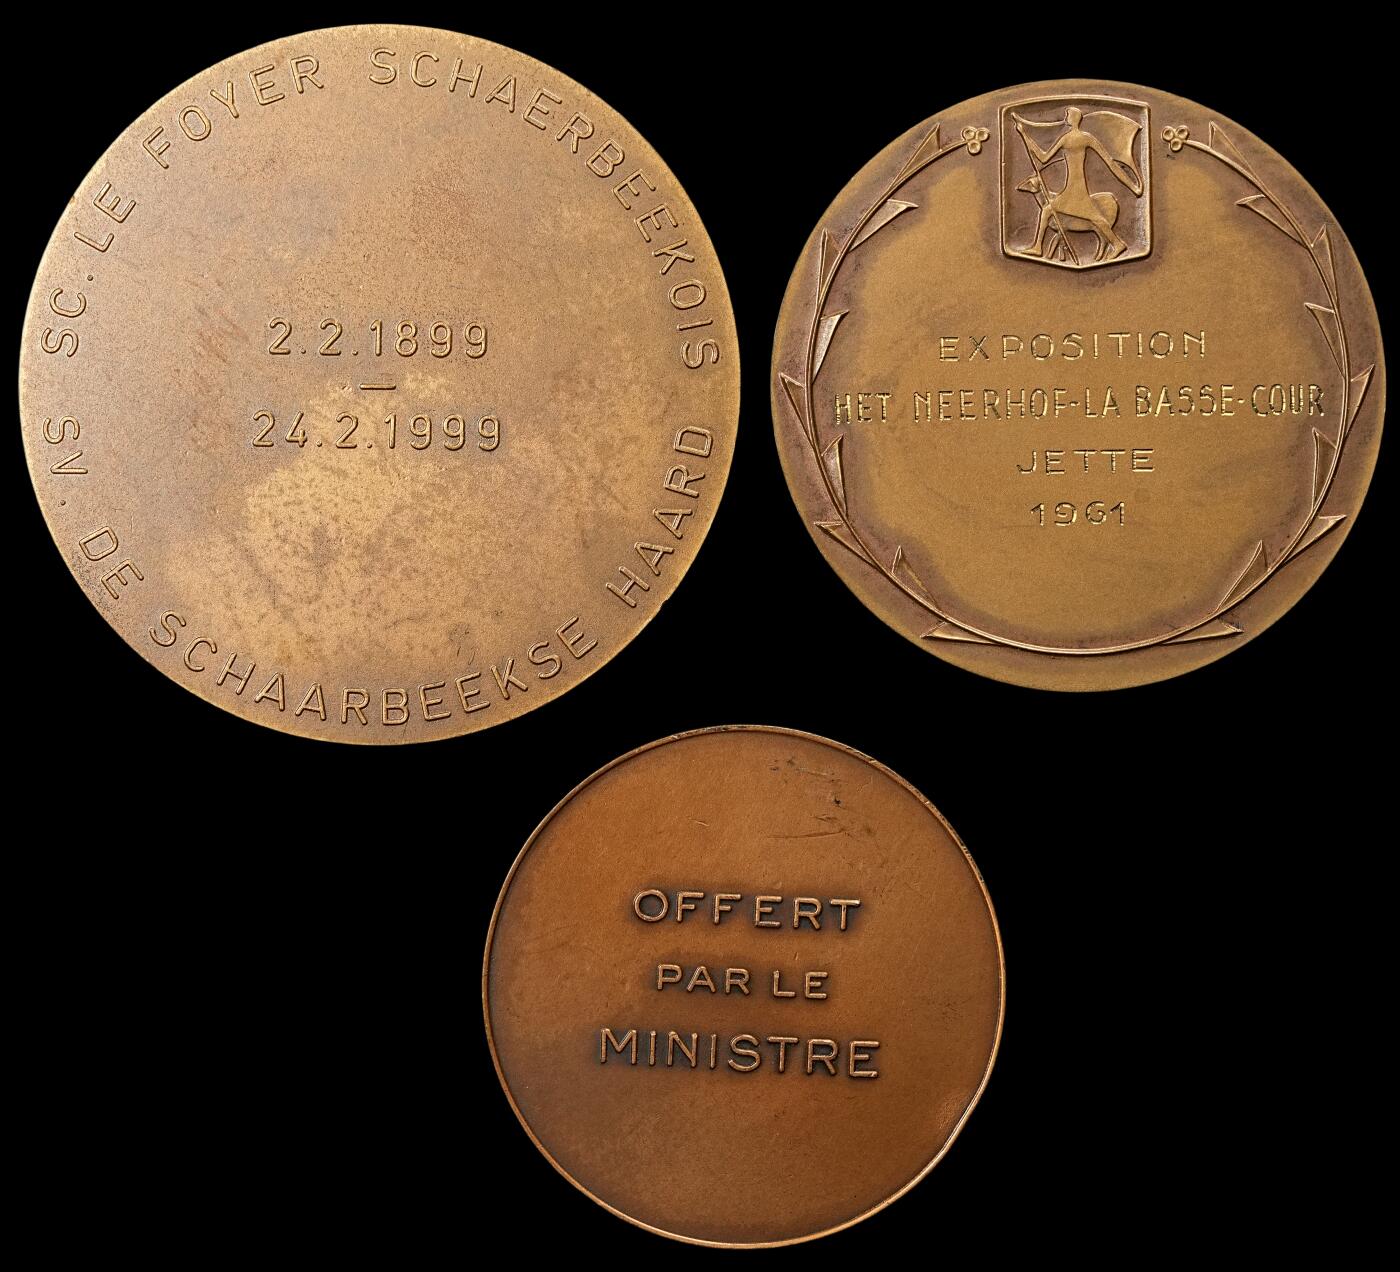 SC. LE FOYER SCHAERBEEKOIS
SV. DE SCHAARBEEKSE HAARD
2.2.1899
—
24.2.1999
EXPOSITION
HET NEERHOF-LA BASSE-COUR
JETTE
1961
OFFERT
PAR LE
MINISTRE